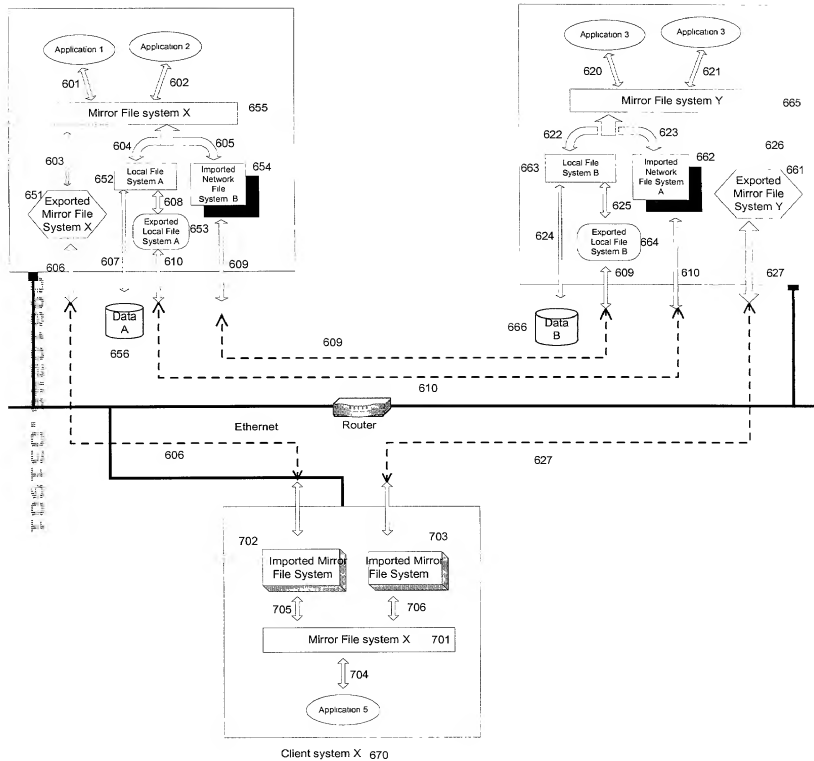 Application 1
Application 2
601
602
Mirror File system X
655
604
605
603
652
Local File
System A
Imported
Network
File
System B
654
651
Exported
Mirror File
System X
608
Exported
Local File
System A
653
606
607
610
609
Data
A
656
Application 3
Application 3
620
621
Mirror File system Y
665
622
623
626
663
Local File
System B
Imported
Network
File System
A
662
661
Exported
Mirror File
System Y
625
624
Exported
Local File
System B
664
609
610
627
666
Data
B
609
610
Ethernet
Router
606
627
702
703
Imported Mirror
File System
Imported Mirror
File System
705
706
Mirror File system X
701
704
Application 5
Client system X
670